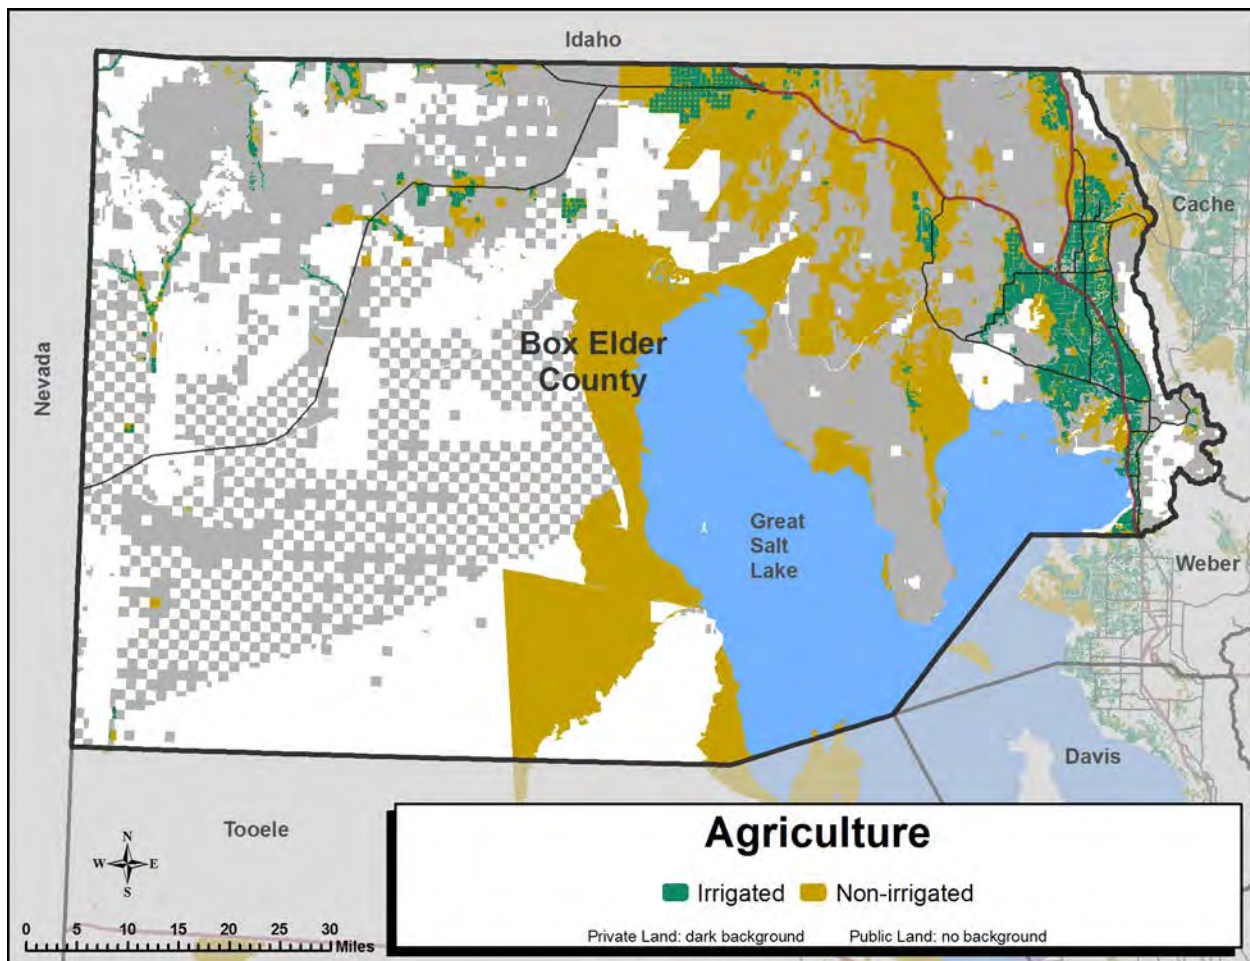 Idaho
Cache
Nevada
Box Elder
County
Great
Salt
Lake
Weber
Davis
Tooele
N
W E
S
0 5 10 15 20 25 30
Miles
Agriculture
Irrigated Non-irrigated
Private Land: dark background Public Land: no background